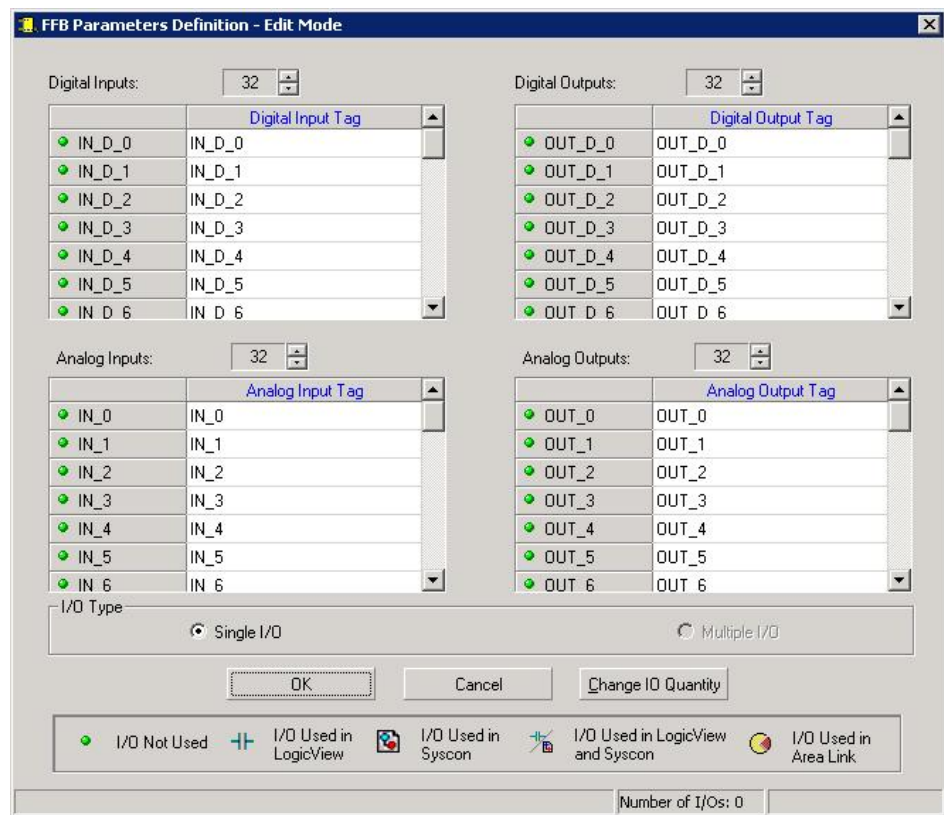 FFB Parameters Definition - Edit Mode
Digital Inputs: 32
Digital Input Tag
IN_D_0 IN_D_0
IN_D_1 IN_D_1
IN_D_2 IN_D_2
IN_D_3 IN_D_3
IN_D_4 IN_D_4
IN_D_5 IN_D_5
IN_D_6 IN_D_6
Digital Outputs: 32
Digital Output Tag
OUT_D_0 OUT_D_0
OUT_D_1 OUT_D_1
OUT_D_2 OUT_D_2
OUT_D_3 OUT_D_3
OUT_D_4 OUT_D_4
OUT_D_5 OUT_D_5
OUT_D_6 OUT_D_6
Analog Inputs: 32
Analog Input Tag
IN_0 IN_0
IN_1 IN_1
IN_2 IN_2
IN_3 IN_3
IN_4 IN_4
IN_5 IN_5
IN_6 IN_6
Analog Outputs: 32
Analog Output Tag
OUT_0 OUT_0
OUT_1 OUT_1
OUT_2 OUT_2
OUT_3 OUT_3
OUT_4 OUT_4
OUT_5 OUT_5
OUT_6 OUT_6
I/O Type
Single I/O
Multiple I/O
OK
Cancel
Change IO Quantity
I/O Not Used
I/O Used in
LogicView
I/O Used in
Syscon
I/O Used in LogicView
and Syscon
I/O Used in
Area Link
Number of I/Os: 0